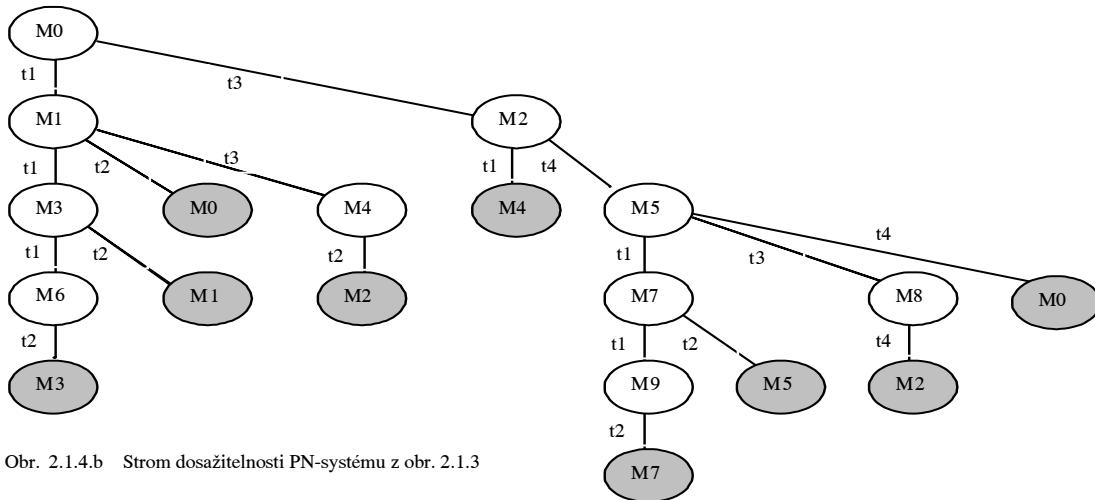 M0
t1
t3
M1
M2
t1
t2
t3
t1
t4
M3
M0
M4
M4
M5
t1
t2
t2
t1
t3
t4
M6
M1
M2
M7
M8
M0
t2
t1
t2
t4
M3
M9
M5
M2
t2
Obr. 2.1.4.b Strom dosažitelnosti PN-systému z obr. 2.1.3
M7